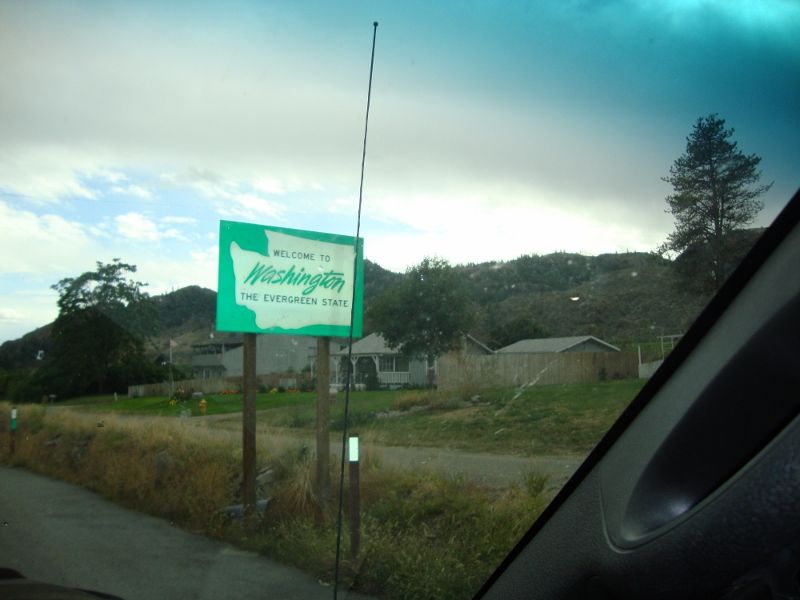 WELCOME TO
Washington
THE EVERGREEN STATE